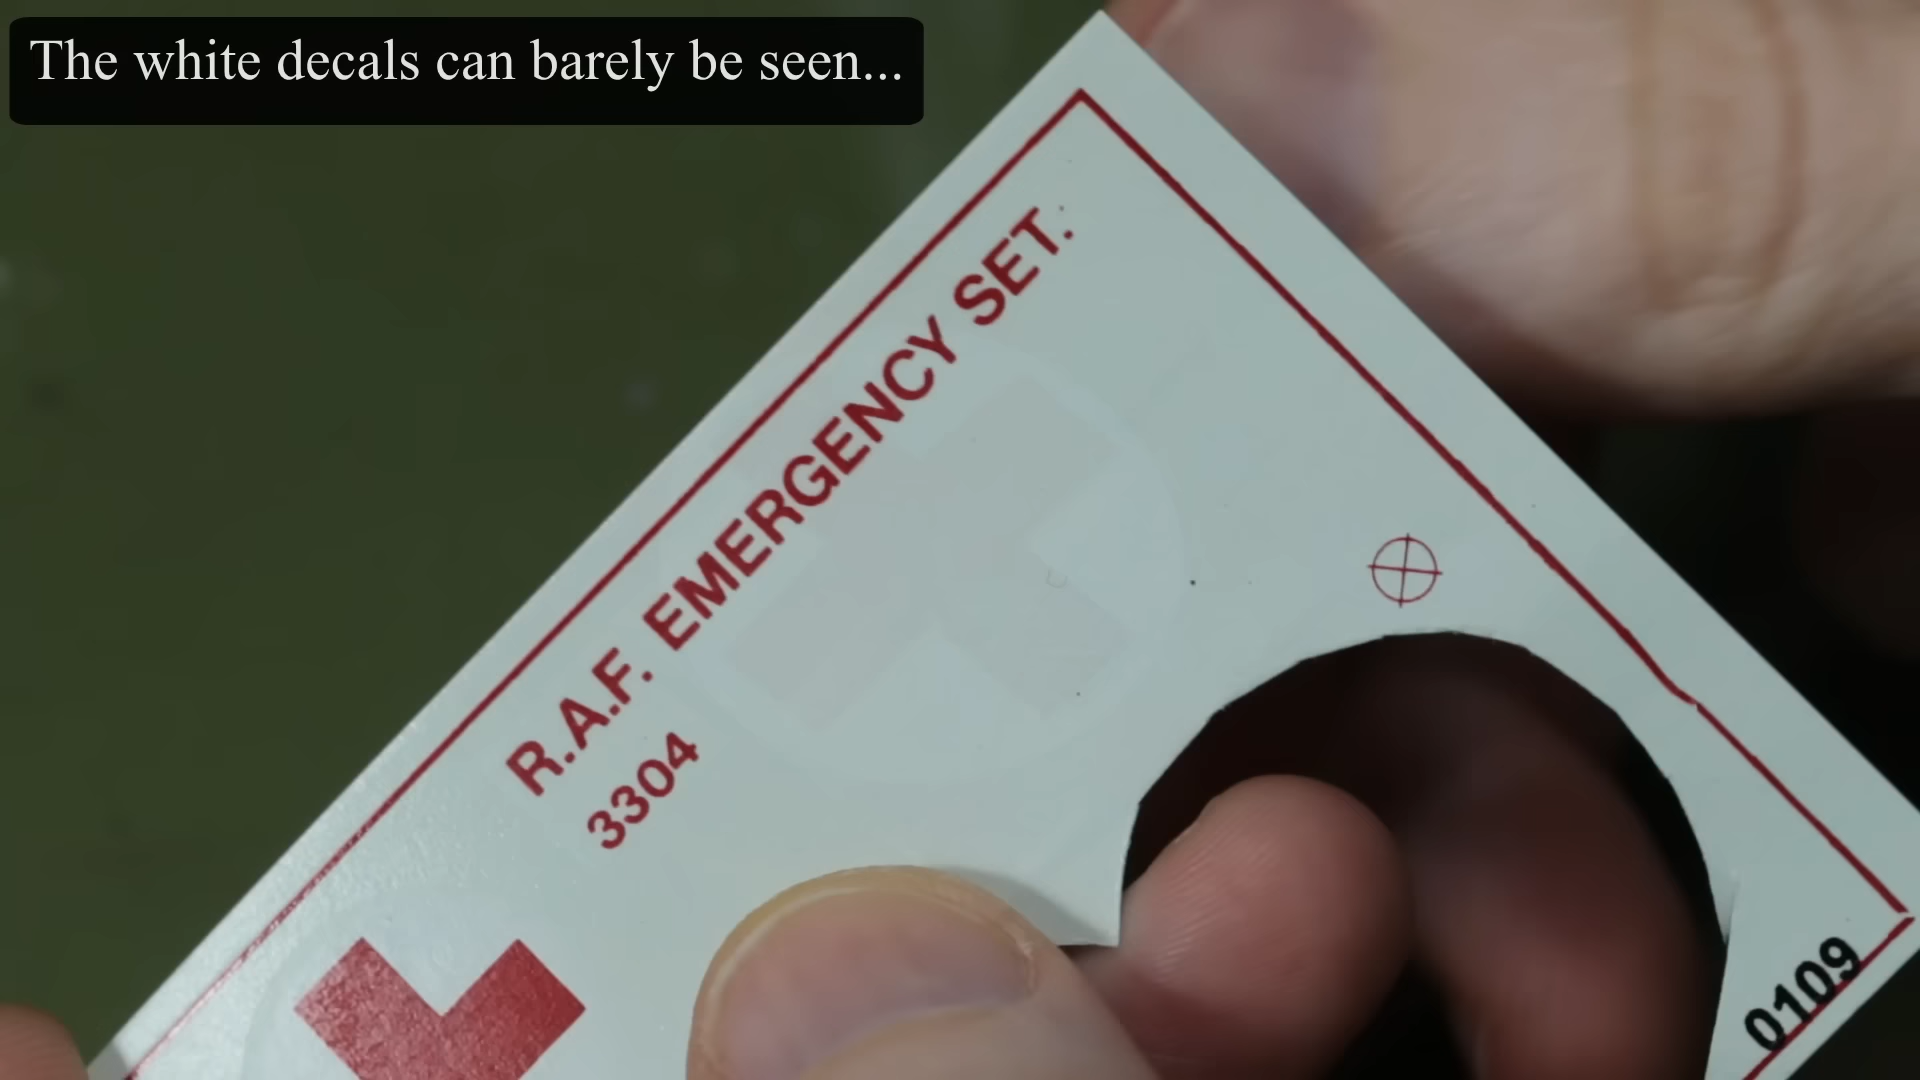 The white decals can barely be seen...
R.A.F. EMERGENCY SET.
3304
0109